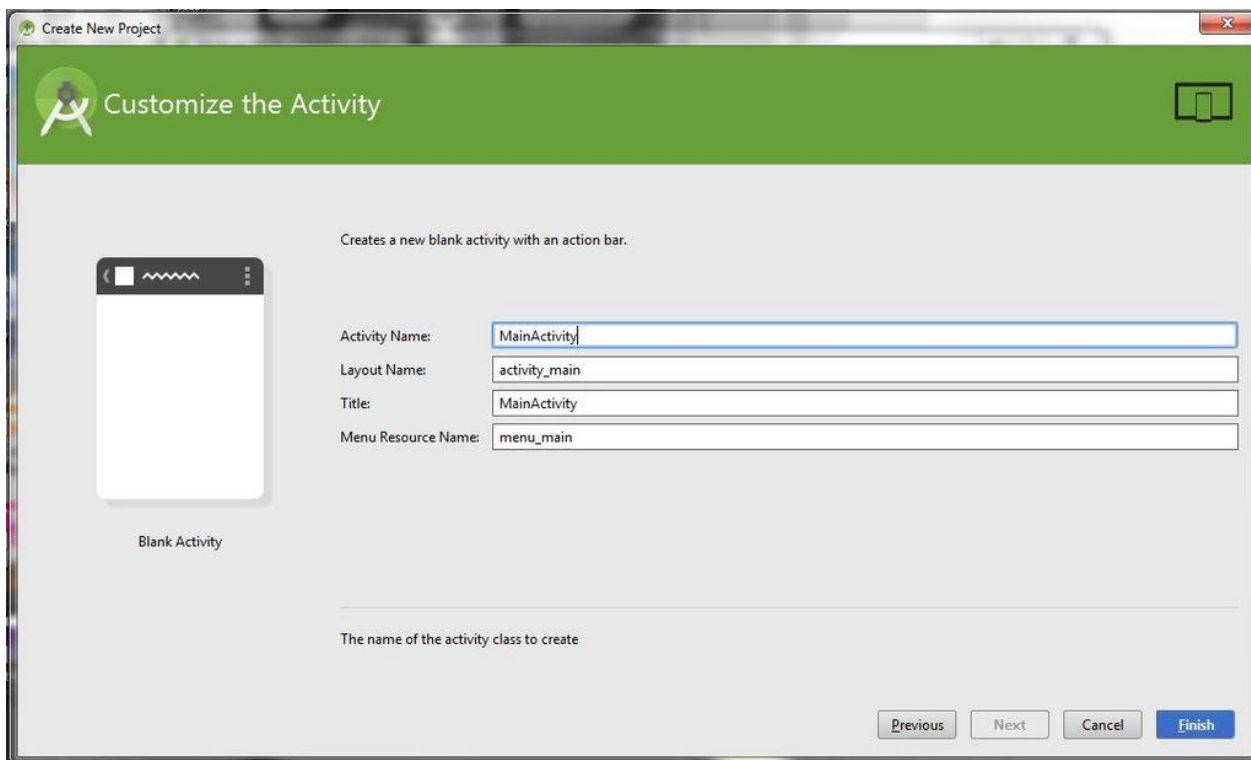 Create New Project
Customize the Activity
Creates a new blank activity with an action bar.
Activity Name: MainActivity
Layout Name: activity_main
Title: MainActivity
Menu Resource Name: menu_main
Blank Activity
The name of the activity class to create
Previous Next Cancel Finish